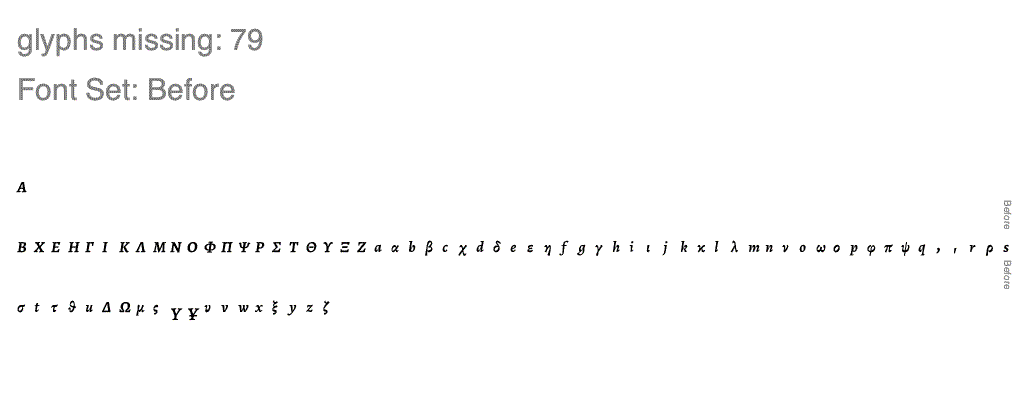 glyphs missing: 79
Font Set: Before
Α
Β Χ Ε Η Γ Ι Κ Λ Μ Ν Ο Φ Π Ψ Ρ Σ Τ Θ Υ Ξ Ζ a α b β c χ d δ e ε η f g γ h i ι j k κ l λ m n ν o ω ο p φ π ψ q , , r ρ s
Before
σ t τ ϑ u Δ Ω μ ς Υ ¥ υ v w x ξ y z ζ
Before